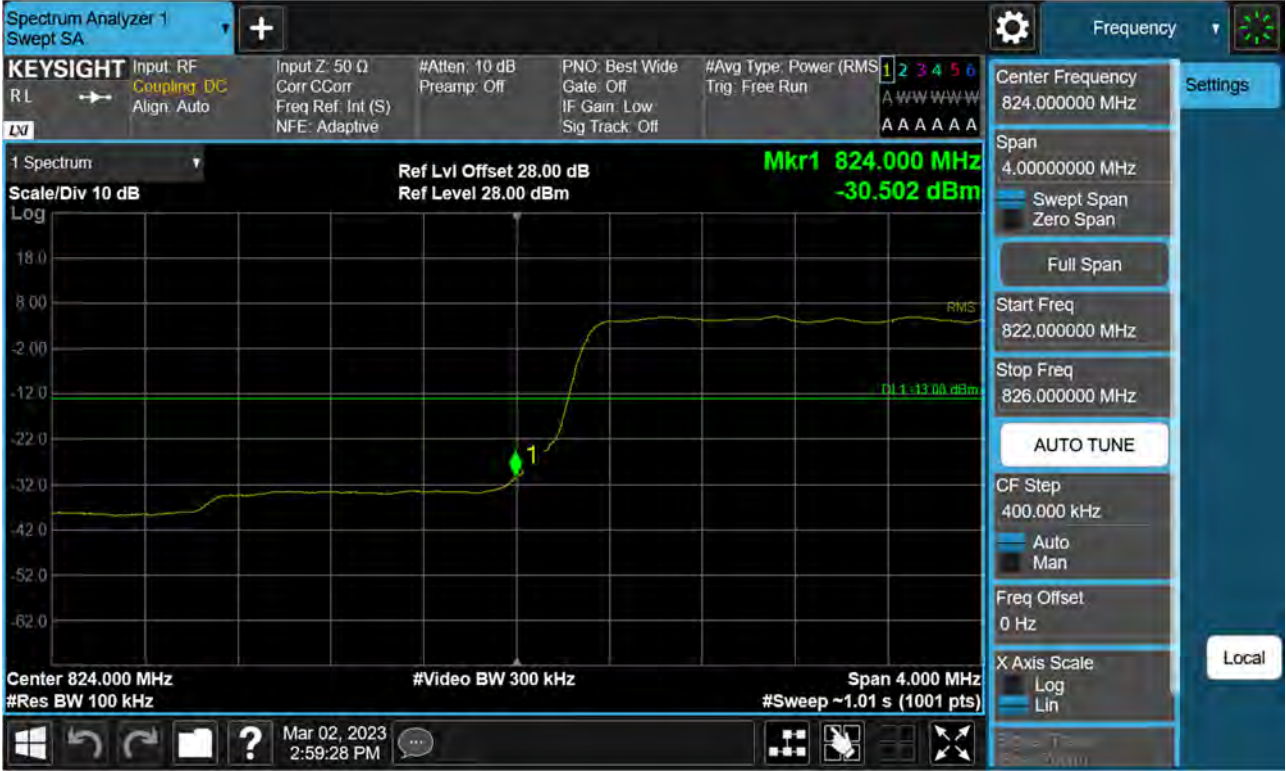 Spectrum Analyzer 1
Swept SA
+
Frequency
KEYSIGHT
R L
LXI
Input: RF
Coupling: DC
Align: Auto
Input Z: 50 Ω
Corr CCorr
Freq Ref: Int (S)
NFE: Adaptive
#Atten: 10 dB
Preamp: Off
PNO: Best Wide
Gate: Off
IF Gain: Low
Sig Track: Off
#Avg Type: Power (RMS
Trig: Free Run
1 2 3 4 5 6
A W W W W W
A A A A A A
1 Spectrum
Scale/Div 10 dB
Log
Ref Lvl Offset 28.00 dB
Ref Level 28.00 dBm
Mkr1 824.000 MHz
-30.502 dBm
18.0
8.00
-2.00
-12.0
-22.0
-32.0
-42.0
-52.0
-62.0
RMS
DL1 -13.00 dBm
1
Center 824.000 MHz
#Res BW 100 kHz
#Video BW 300 kHz
Span 4.000 MHz
#Sweep ~1.01 s (1001 pts)
Center Frequency
824.000000 MHz
Settings
Span
4.00000000 MHz
Swept Span
Zero Span
Full Span
Start Freq
822.000000 MHz
Stop Freq
826.000000 MHz
AUTO TUNE
CF Step
400.000 kHz
Auto
Man
Freq Offset
0 Hz
X Axis Scale
Log
Lin
Local
?
Mar 02, 2023
2:59:28 PM